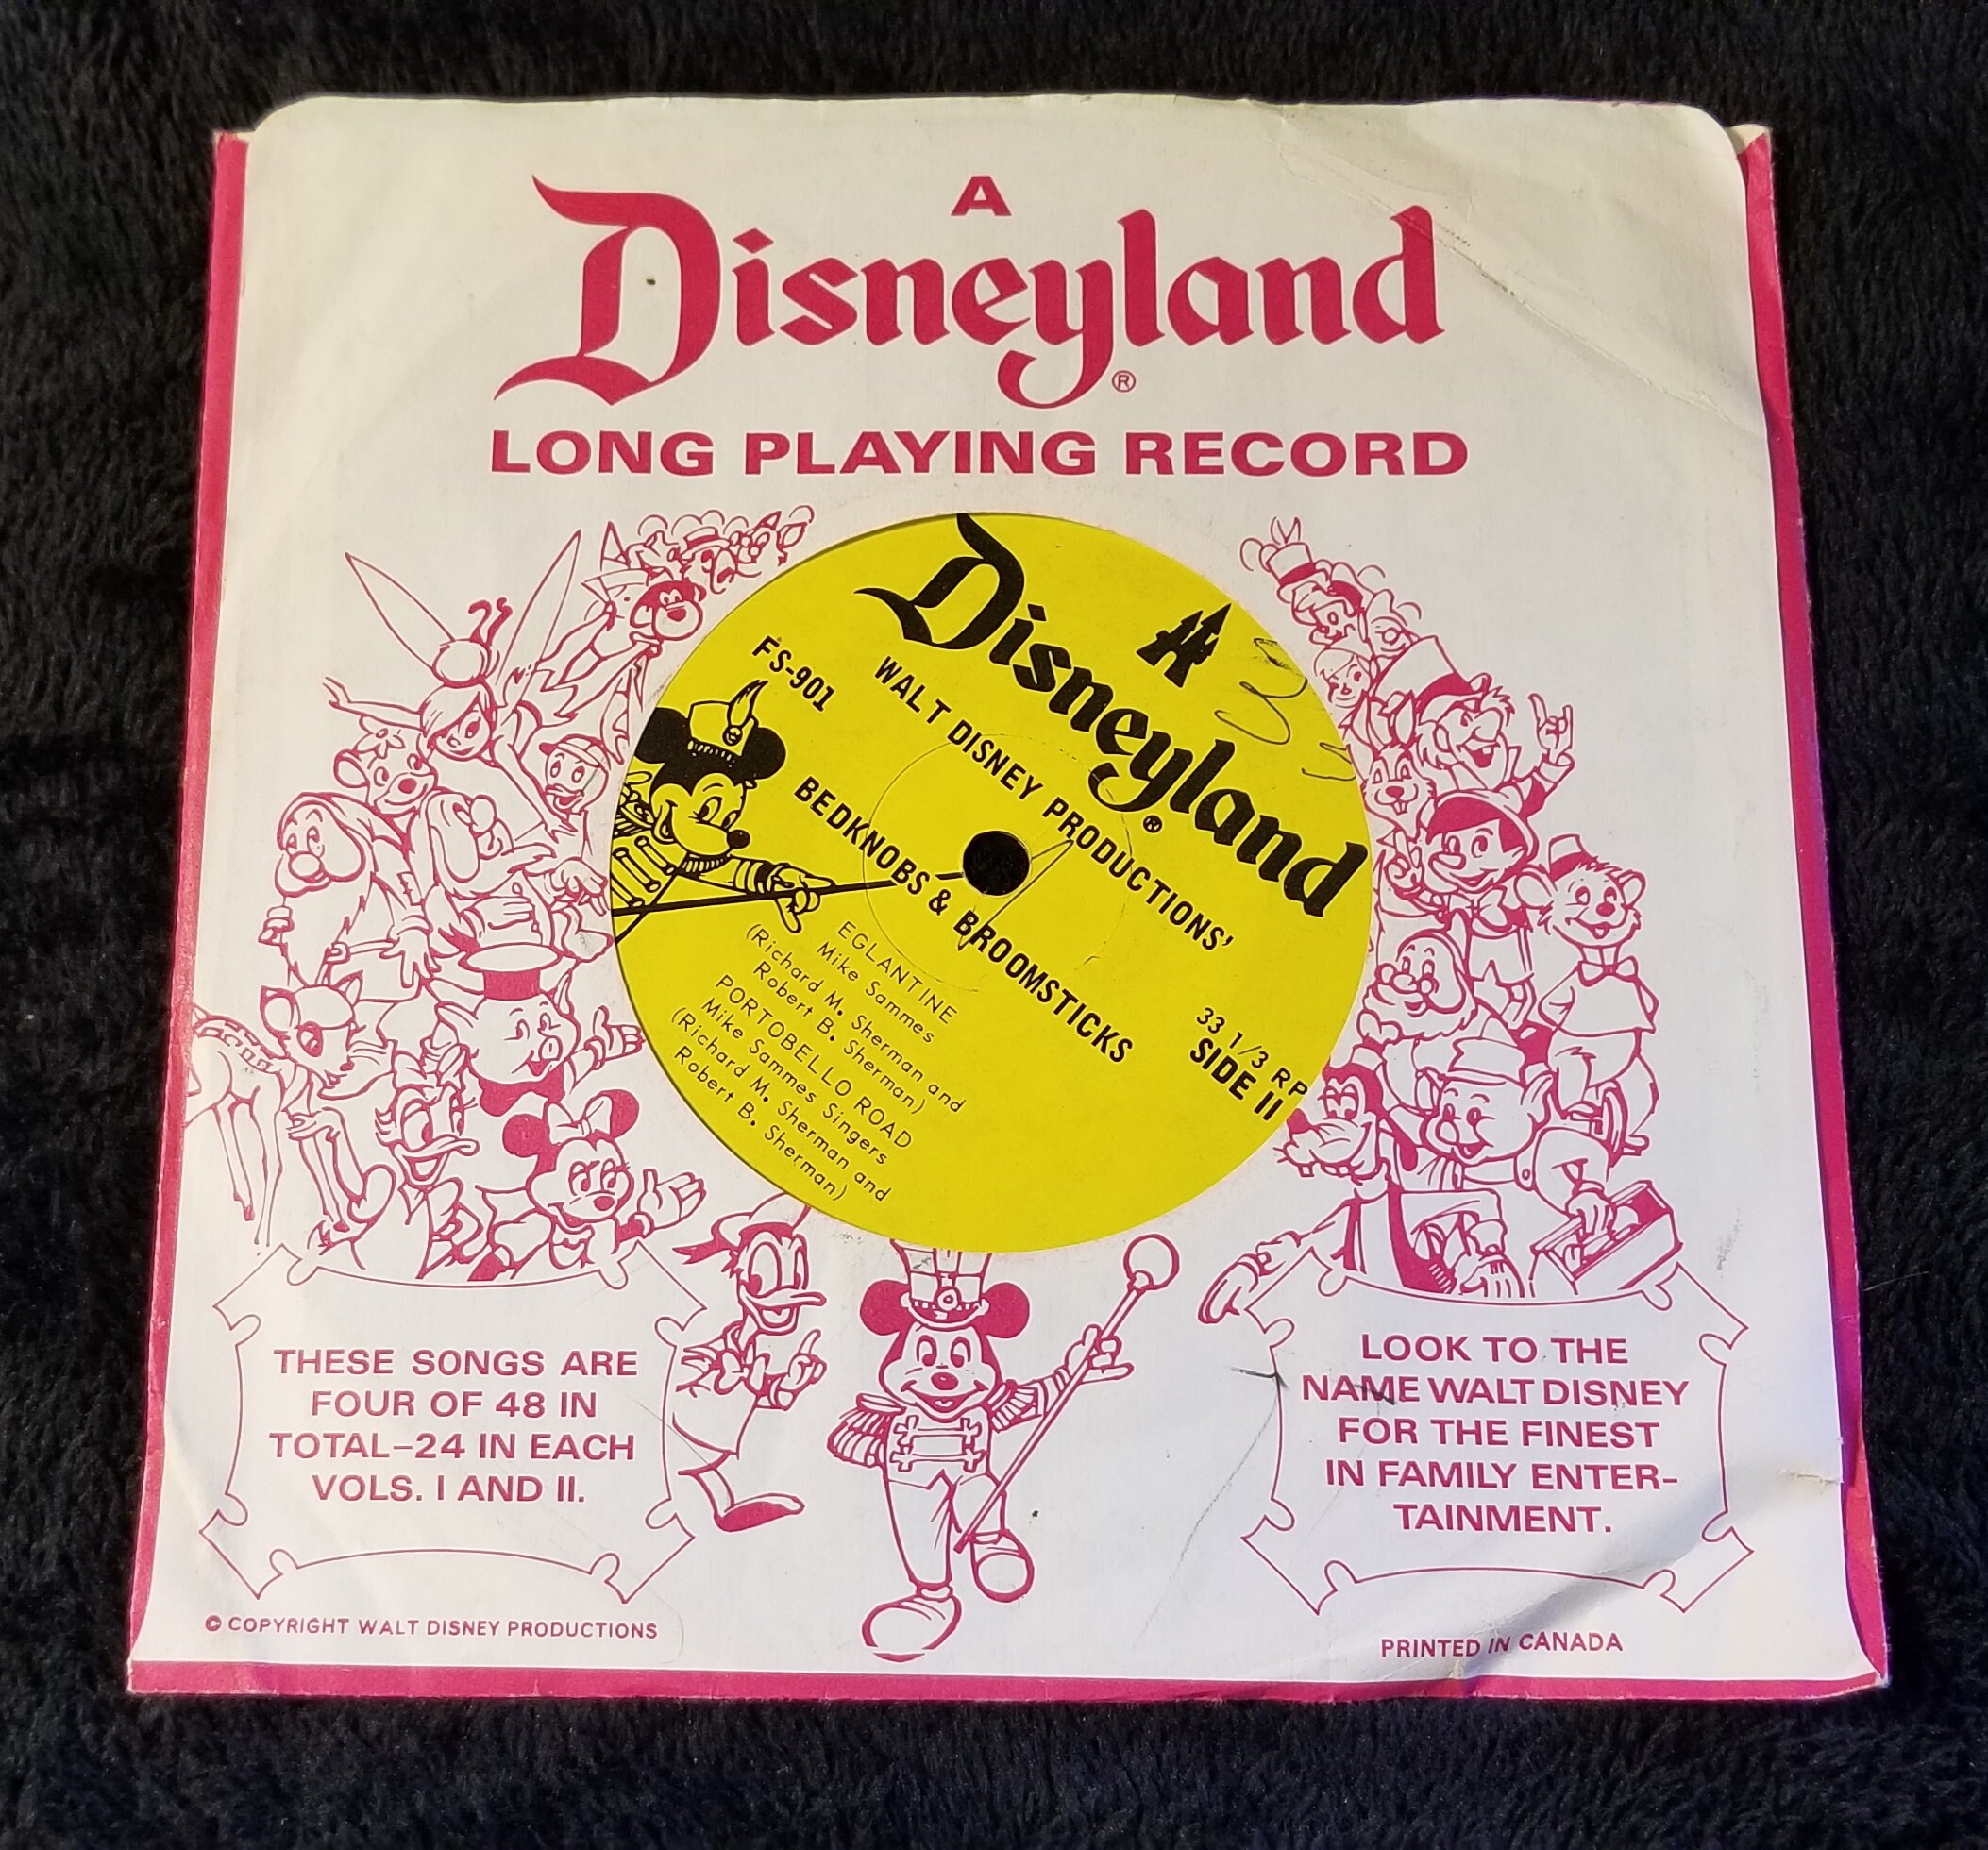 A
Disneyland®
LONG PLAYING RECORD
Disneyland®
FS-901
WALT DISNEY PRODUCTIONS'
BEDKNOBS & BROOMSTICKS
33 1/3 RP
SIDE II
EGLANTINE
Mike Sammes
(Richard M. Sherman and
Robert B. Sherman)
PORTOBELLO ROAD
Mike Sammes Singers
(Richard M. Sherman and
Robert B. Sherman)
THESE SONGS ARE
FOUR OF 48 IN
TOTAL–24 IN EACH
VOLS. I AND II.
LOOK TO THE
NAME WALT DISNEY
FOR THE FINEST
IN FAMILY ENTER-
TAINMENT.
© COPYRIGHT WALT DISNEY PRODUCTIONS
PRINTED IN CANADA